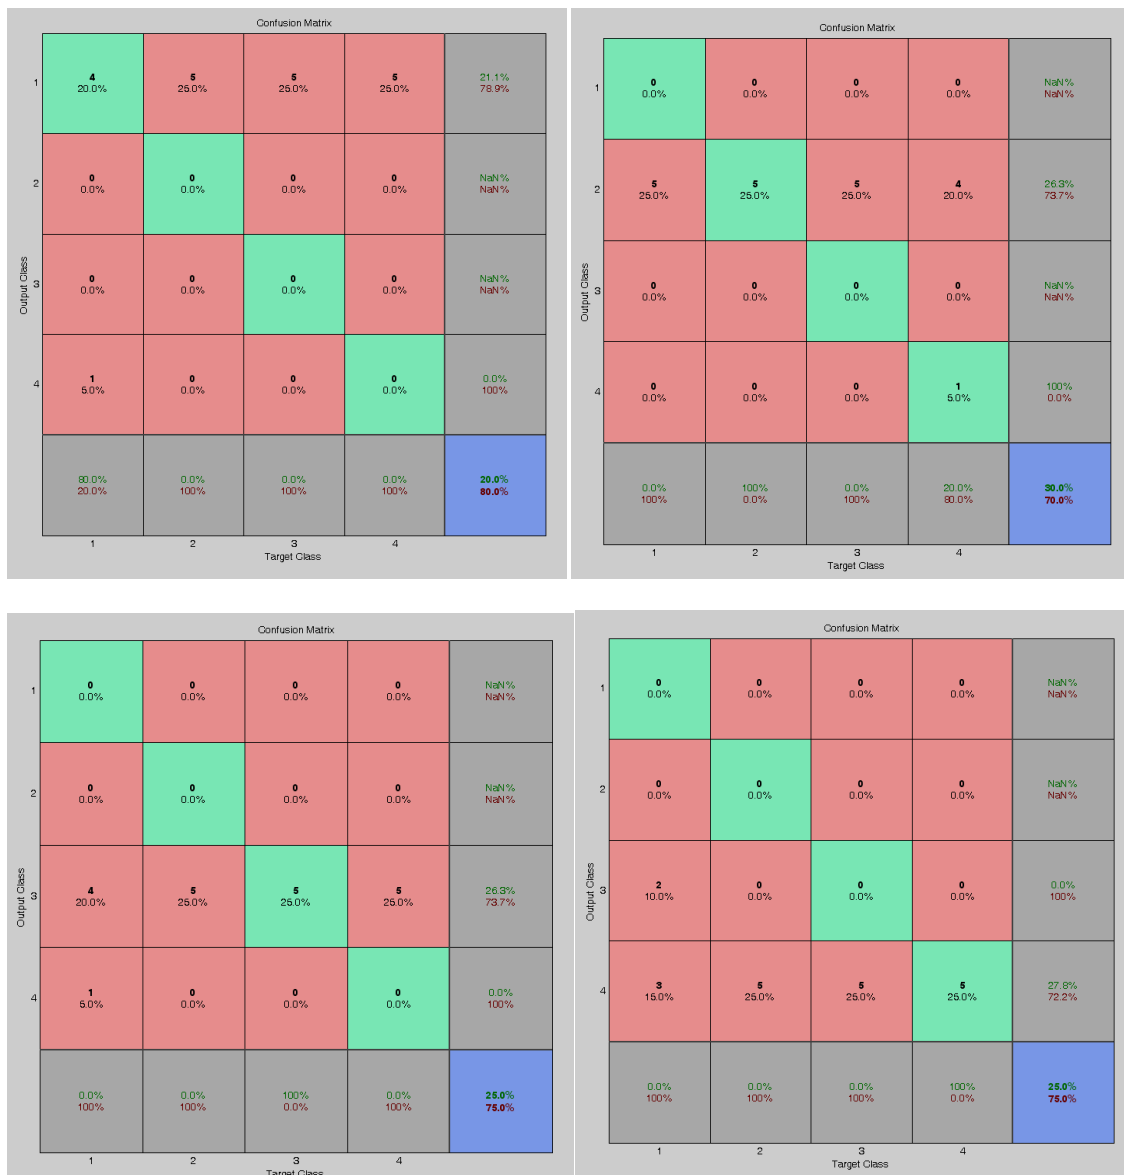 Confusion Matrix
4 5 5 5 21.1%
1 20.0% 25.0% 25.0% 25.0% 78.9%
0 0 0 0 NaN%
2 0.0% 0.0% 0.0% 0.0% NaN%
0 0 0 0 NaN%
3 0.0% 0.0% 0.0% 0.0% NaN%
1 0 0 0 0.0%
4 5.0% 0.0% 0.0% 0.0% 100%
80.0% 0.0% 0.0% 0.0% 20.0%
20.0% 100% 100% 100% 80.0%
1 2 3 4
Output Class
Target Class
Confusion Matrix
0 0 0 0 NaN%
1 0.0% 0.0% 0.0% 0.0% NaN%
5 5 5 4 26.3%
2 25.0% 25.0% 25.0% 20.0% 73.7%
0 0 0 0 NaN%
3 0.0% 0.0% 0.0% 0.0% NaN%
0 0 0 1 100%
4 0.0% 0.0% 0.0% 5.0% 0.0%
0.0% 100% 0.0% 20.0% 30.0%
100% 0.0% 100% 80.0% 70.0%
1 2 3 4
Output Class
Target Class
Confusion Matrix
0 0 0 0 NaN%
1 0.0% 0.0% 0.0% 0.0% NaN%
0 0 0 0 NaN%
2 0.0% 0.0% 0.0% 0.0% NaN%
4 5 5 5 26.3%
3 20.0% 25.0% 25.0% 25.0% 73.7%
1 0 0 0 0.0%
4 5.0% 0.0% 0.0% 0.0% 100%
0.0% 0.0% 100% 0.0% 25.0%
100% 100% 0.0% 100% 75.0%
1 2 3 4
Output Class
Target Class
Confusion Matrix
0 0 0 0 NaN%
1 0.0% 0.0% 0.0% 0.0% NaN%
0 0 0 0 NaN%
2 0.0% 0.0% 0.0% 0.0% NaN%
2 0 0 0 0.0%
3 10.0% 0.0% 0.0% 0.0% 100%
3 5 5 5 27.8%
4 15.0% 25.0% 25.0% 25.0% 72.2%
0.0% 0.0% 0.0% 100% 25.0%
100% 100% 100% 0.0% 75.0%
1 2 3 4
Output Class
Target Class